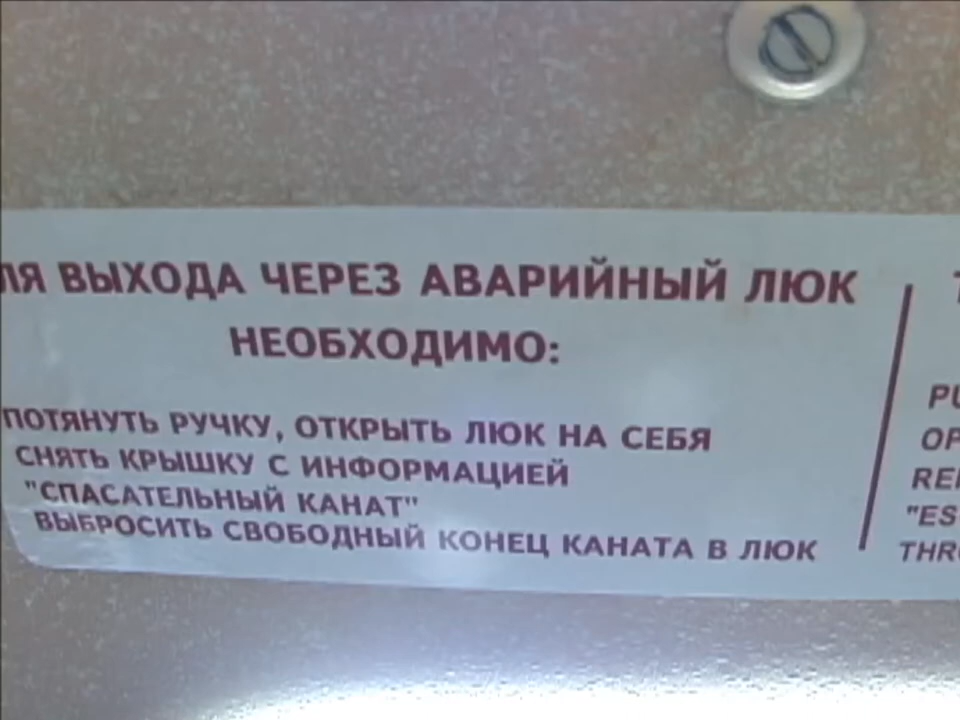 ЛЯ ВЫХОДА ЧЕРЕЗ АВАРИЙНЫЙ ЛЮК
НЕОБХОДИМО:
ПОТЯНУТЬ РУЧКУ, ОТКРЫТЬ ЛЮК НА СЕБЯ
СНЯТЬ КРЫШКУ С ИНФОРМАЦИЕЙ
"СПАСАТЕЛЬНЫЙ КАНАТ"
ВЫБРОСИТЬ СВОБОДНЫЙ КОНЕЦ КАНАТА В ЛЮК
PU
OP
RE
"ES
THR